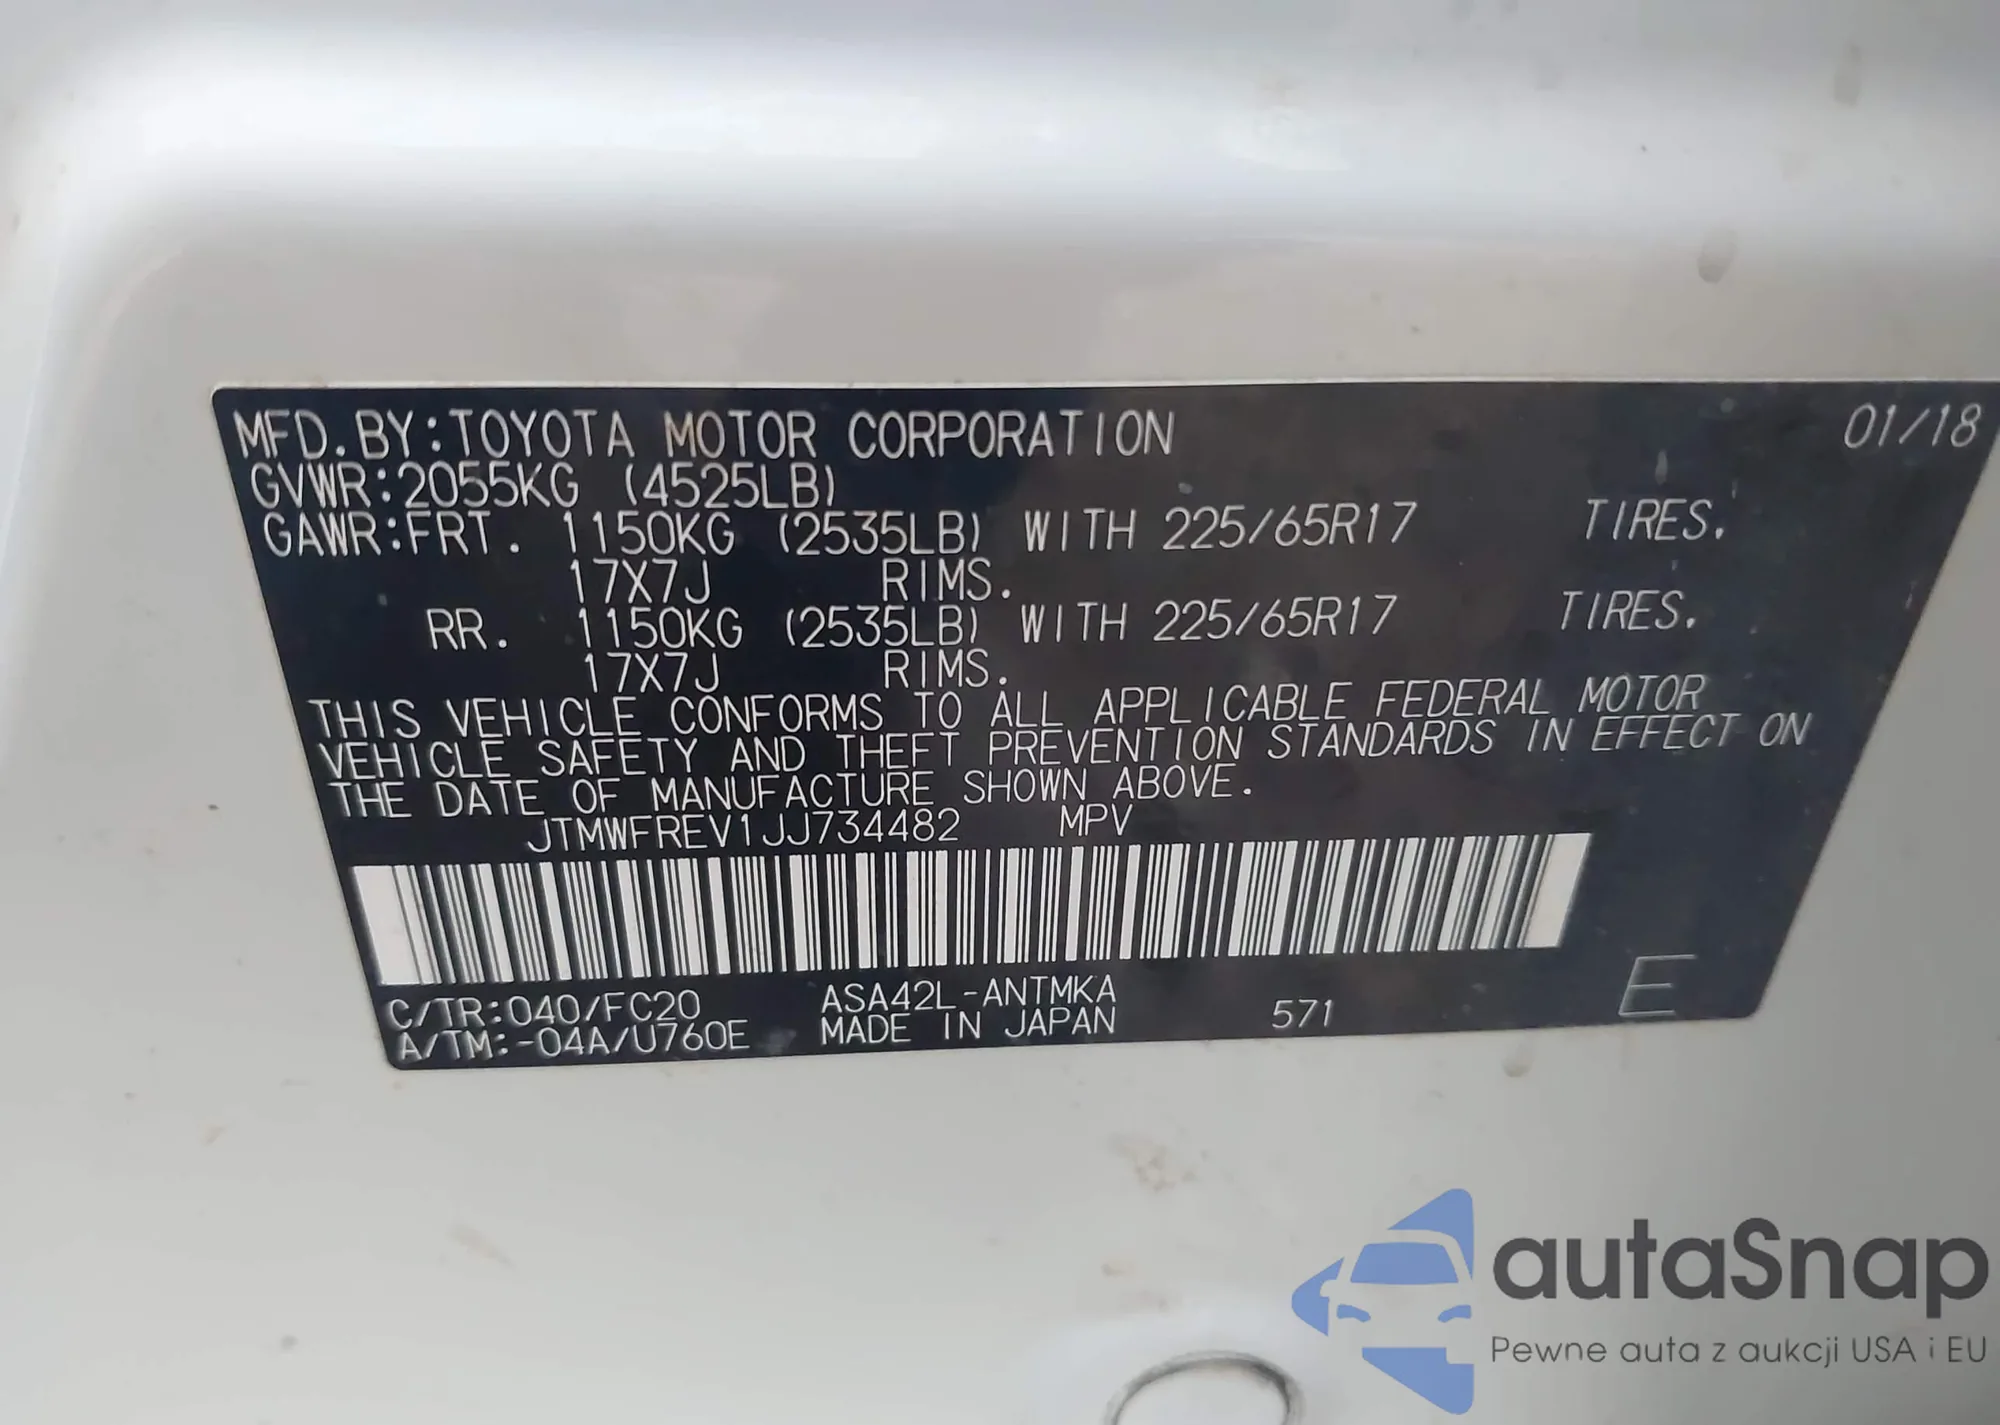 MFD.BY:TOYOTA MOTOR CORPORATION 01/18
GVWR:2055KG (4525LB)
GAWR:FRT. 1150KG (2535LB) WITH 225/65R17 TIRES.
17X7J RIMS.
RR. 1150KG (2535LB) WITH 225/65R17 TIRES.
17X7J RIMS.
THIS VEHICLE CONFORMS TO ALL APPLICABLE FEDERAL MOTOR
VEHICLE SAFETY AND THEFT PREVENTION STANDARDS IN EFFECT ON
THE DATE OF MANUFACTURE SHOWN ABOVE.
JTMWFREV1JJ734482 MPV
C/TR:040/FC20 ASA42L-ANTMKA 571 E
A/TM:-04A/U760E MADE IN JAPAN
autaSnap
Pewne auta z aukcji USA i EU